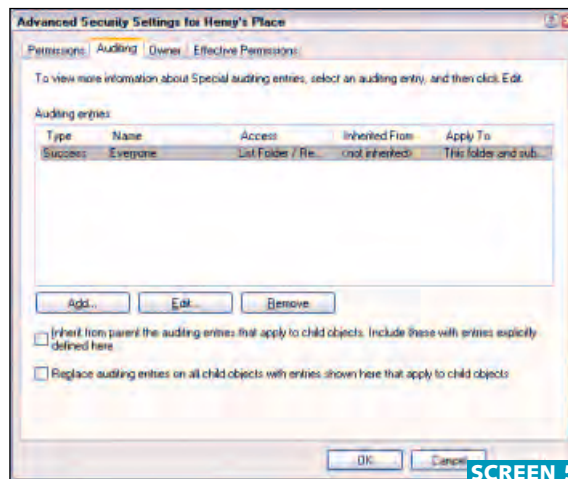 Advanced Security Settings for Henry's Place
Permissions Auditing Owner Effective Permissions
To view more information about Special auditing entries, select an auditing entry, and then click Edit.
Auditing entries:
Type Name Access Inherited From Apply To
Success Everyone List Folder / Re... <not inherited> This folder and sub...
Add... Edit... Remove
Inherit from parent the auditing entries that apply to child objects. Include these with entries explicitly
defined here
Replace auditing entries on all child objects with entries shown here that apply to child objects
OK Cancel
SCREEN 5